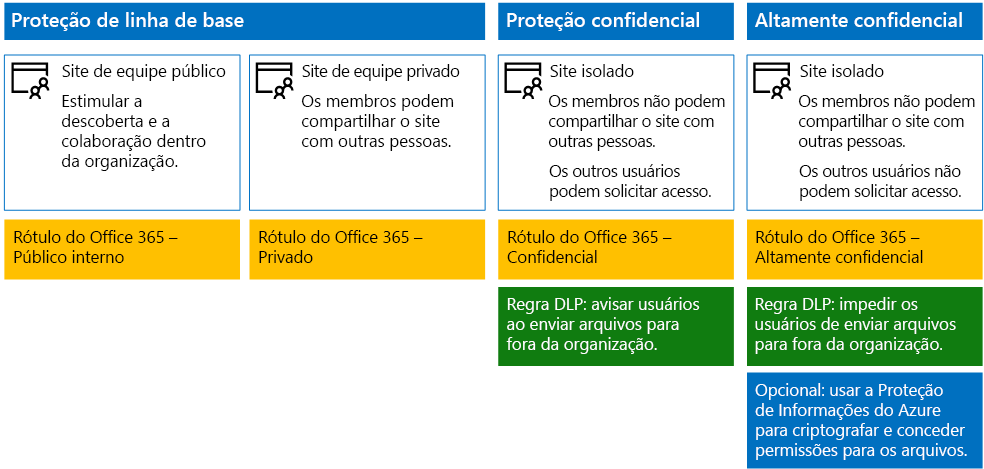 Proteção de linha de base
Proteção confidencial
Altamente confidencial
Site de equipe público
Estimular a
descoberta e a
colaboração dentro
da organização.
Site de equipe privado
Os membros podem
compartilhar o site
com outras pessoas.
Site isolado
Os membros não podem
compartilhar o site com
outras pessoas.
Os outros usuários
podem solicitar acesso.
Site isolado
Os membros não podem
compartilhar o site com
outras pessoas.
Os outros usuários não
podem solicitar acesso.
Rótulo do Office 365 –
Público interno
Rótulo do Office 365 –
Privado
Rótulo do Office 365 –
Confidencial
Rótulo do Office 365 –
Altamente confidencial
Regra DLP: avisar usuários
ao enviar arquivos para
fora da organização.
Regra DLP: impedir os
usuários de enviar arquivos
para fora da organização.
Opcional: usar a Proteção
de Informações do Azure
para criptografar e conceder
permissões para os arquivos.